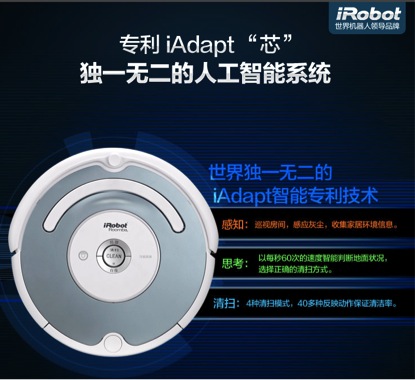 iRobot
世界机器人领导品牌
专利 iAdapt “芯”
独一无二的人工智能系统
世界独一无二的
iAdapt智能专利技术
感知：巡视房间，感应灰尘，收集家居环境信息。
思考：以每秒60次的速度智能判断地面状况，
选择正确的清扫方式。
清扫：4种清扫模式，40多种反映动作保证清洁率。
iRobot
Roomba
CLEAN